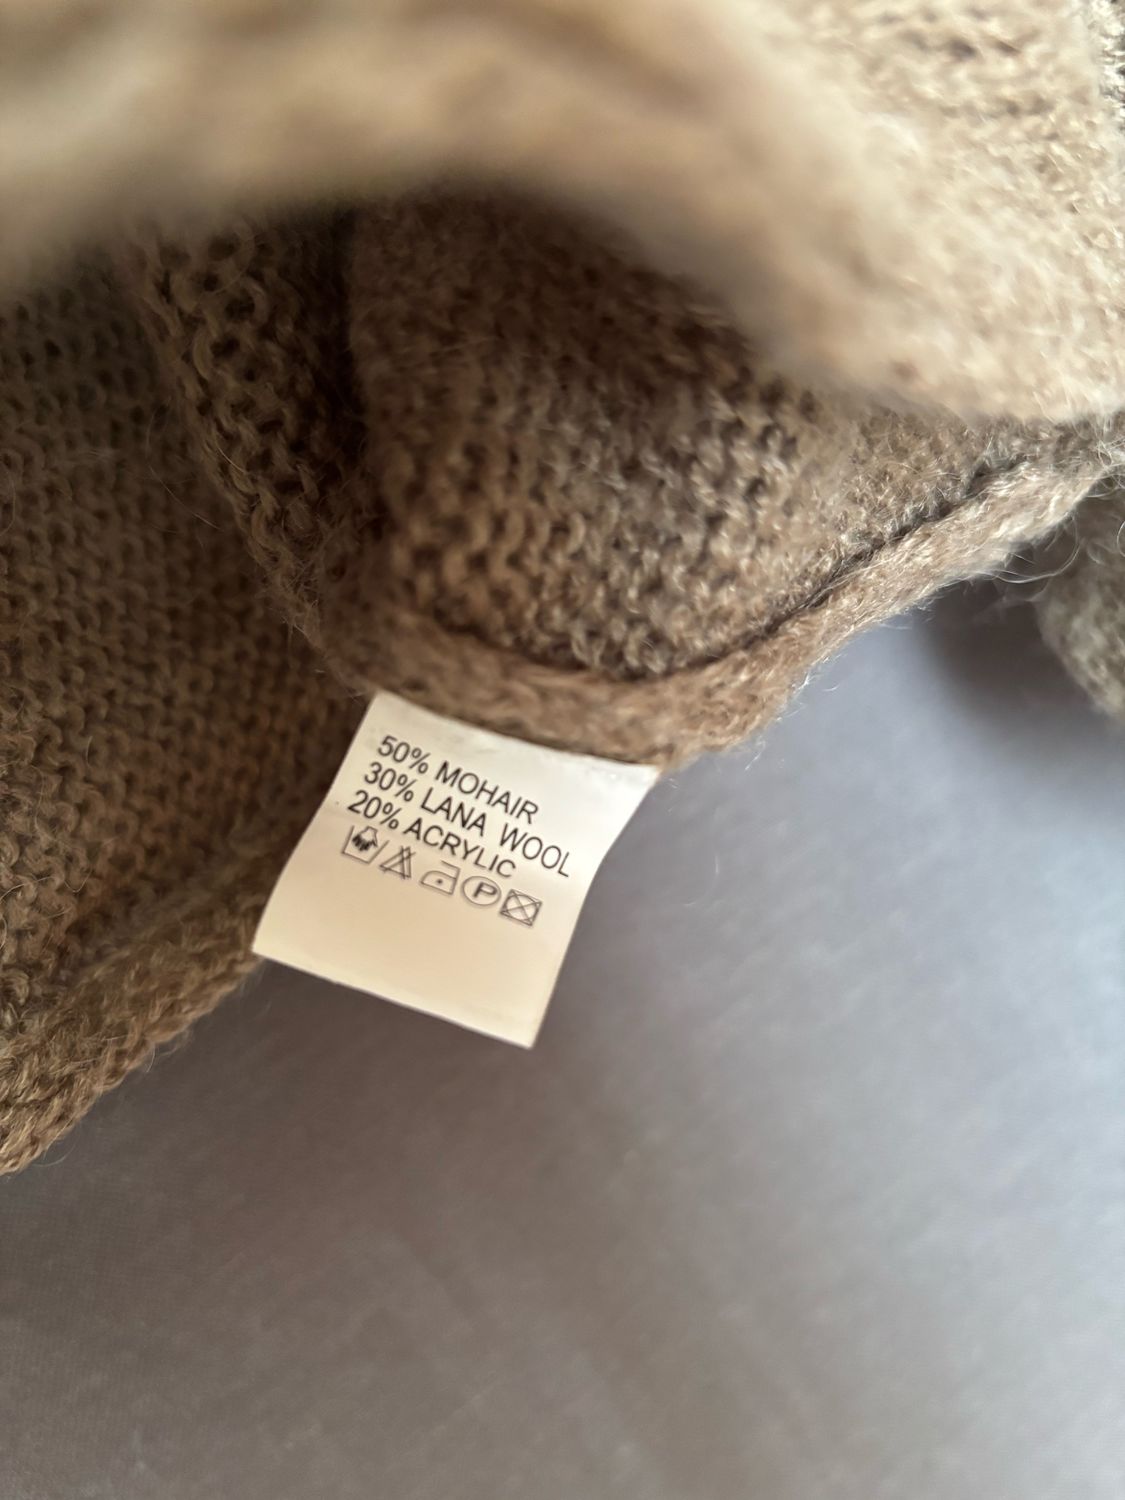 50% MOHAIR
30% LANA WOOL
20% ACRYLIC
P